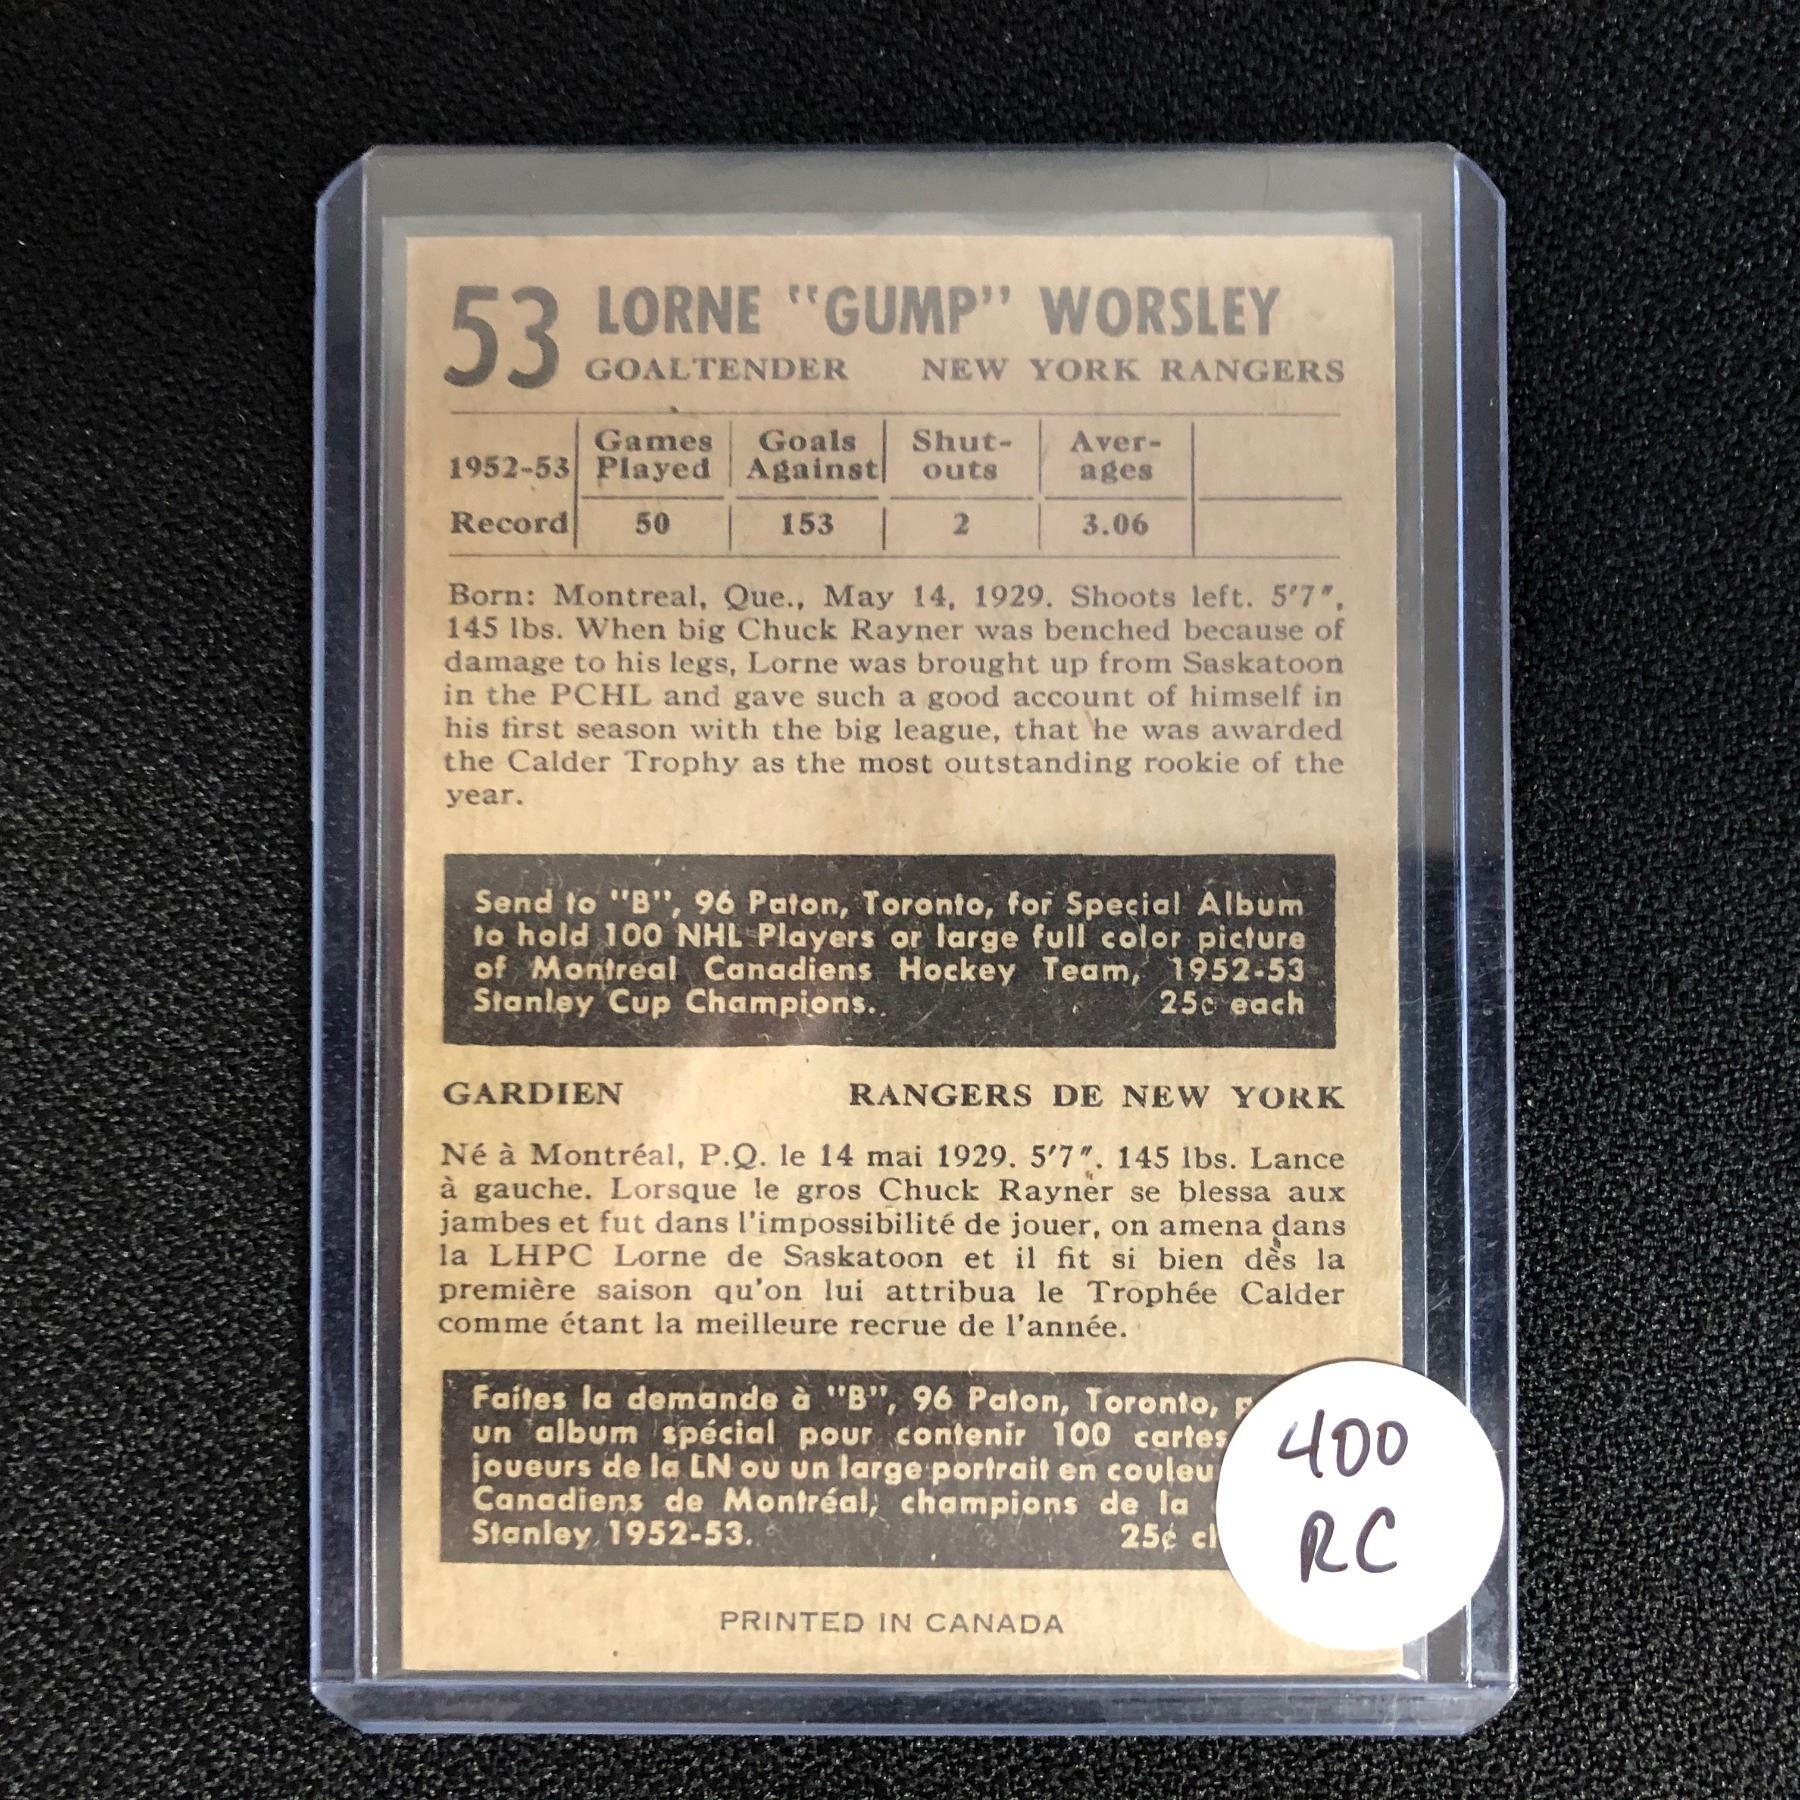 53 LORNE "GUMP" WORSLEY
GOALTENDER NEW YORK RANGERS
1952-53 Games Played Goals Against Shut-outs Aver-ages
Record 50 153 2 3.06
Born: Montreal, Que., May 14, 1929. Shoots left. 5'7",
145 lbs. When big Chuck Rayner was benched because of
damage to his legs, Lorne was brought up from Saskatoon
in the PCHL and gave such a good account of himself in
his first season with the big league, that he was awarded
the Calder Trophy as the most outstanding rookie of the
year.
Send to "B", 96 Paton, Toronto, for Special Album
to hold 100 NHL Players or large full color picture
of Montreal Canadiens Hockey Team, 1952-53
Stanley Cup Champions. 25¢ each
GARDIEN RANGERS DE NEW YORK
Né à Montréal, P.Q. le 14 mai 1929. 5'7". 145 lbs. Lance
à gauche. Lorsque le gros Chuck Rayner se blessa aux
jambes et fut dans l'impossibilité de jouer, on amena dans
la LHPC Lorne de Saskatoon et il fit si bien dès la
première saison qu'on lui attribua le Trophée Calder
comme étant la meilleure recrue de l'année.
Faites la demande à "B", 96 Paton, Toronto,
un album spécial pour contenir 100 cartes
joueurs de la LN ou un large portrait en
Canadiens de Montréal, champions de la
Stanley 1952-53. 25¢
PRINTED IN CANADA
400
RC